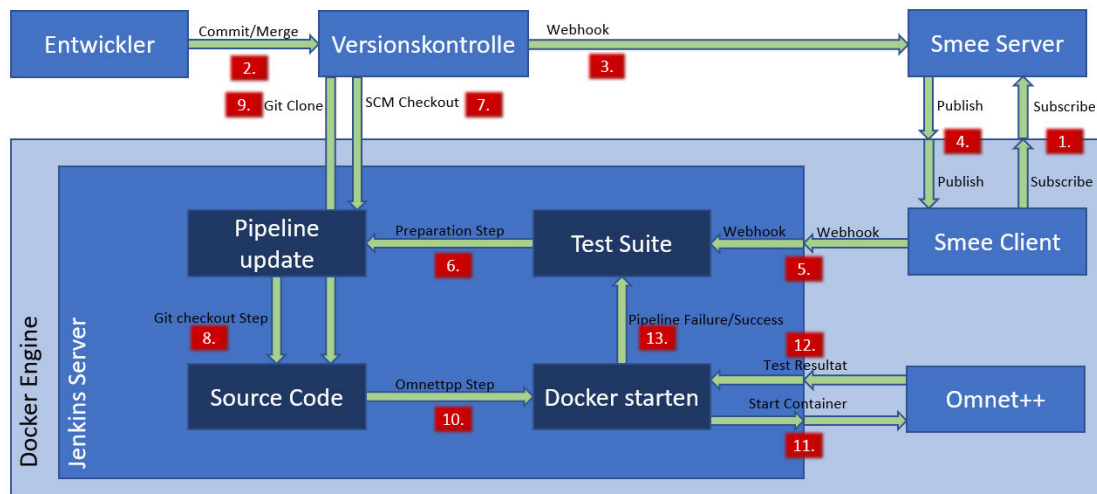 Entwickler
Commit/Merge
2.
Versionskontrolle
Webhook
3.
Smee Server
9.
Git Clone
SCM Checkout
7.
Publish
Subscribe
4.
1.
Publish
Subscribe
Docker Engine
Jenkins Server
Pipeline
update
Preparation Step
6.
Test Suite
Webhook
Webhook
5.
Smee Client
Git checkout Step
8.
Pipeline Failure/Success
13.
12.
Test Resultat
Source Code
Omnettpp Step
10.
Docker starten
Start Container
11.
Omnet++